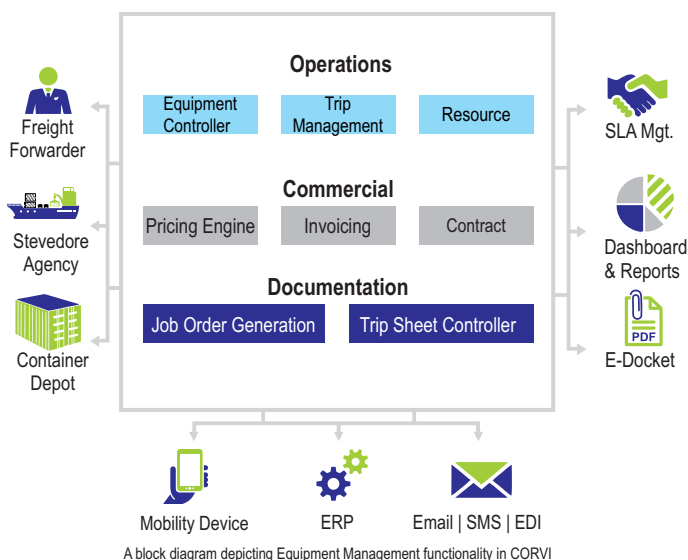 Operations
Equipment
Controller
Trip
Management
Resource
Freight
Forwarder
SLA Mgt.
Commercial
Pricing Engine
Invoicing
Contract
Stevedore
Agency
Dashboard
& Reports
Documentation
Job Order Generation
Trip Sheet Controller
Container
Depot
PDF
E-Docket
Mobility Device
ERP
Email | SMS | EDI
A block diagram depicting Equipment Management functionality in CORVI